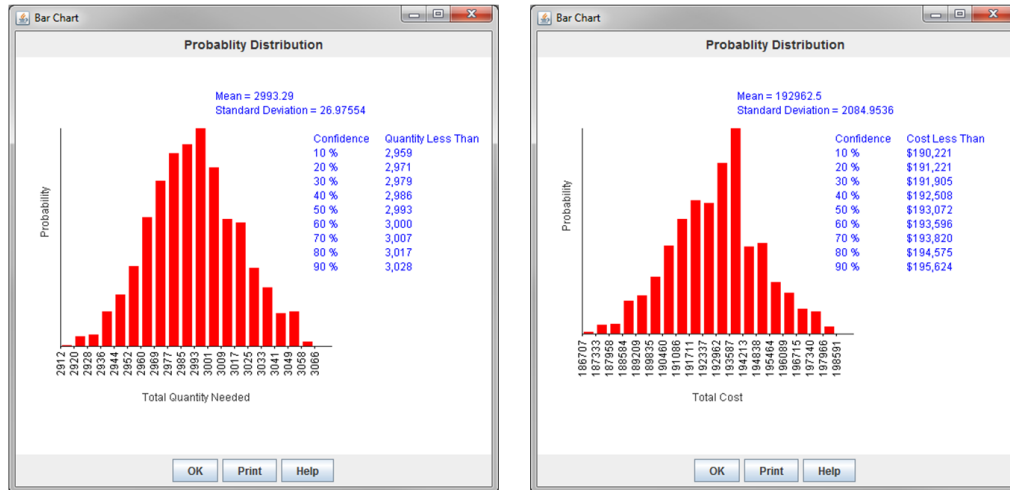 Bar Chart
Probablity Distribution
Mean = 2993.29
Standard Deviation = 26.97554
Confidence Quantity Less Than
10 % 2,959
20 % 2,971
30 % 2,979
40 % 2,986
50 % 2,993
60 % 3,000
70 % 3,007
80 % 3,017
90 % 3,028
Probability
2912 2920 2928 2936 2944 2952 2960 2969 2977 2985 2993 3001 3009 3017 3025 3033 3041 3049 3058 3066
Total Quantity Needed
OK Print Help
Bar Chart
Probablity Distribution
Mean = 192962.5
Standard Deviation = 2084.9536
Confidence Cost Less Than
10 % $190,221
20 % $191,221
30 % $191,905
40 % $192,508
50 % $193,072
60 % $193,596
70 % $193,820
80 % $194,575
90 % $195,624
Probability
186707 187333 187958 188584 189209 189835 190460 191086 191711 192337 192962 193587 194213 194838 195464 196089 196715 197340 197966 198591
Total Cost
OK Print Help